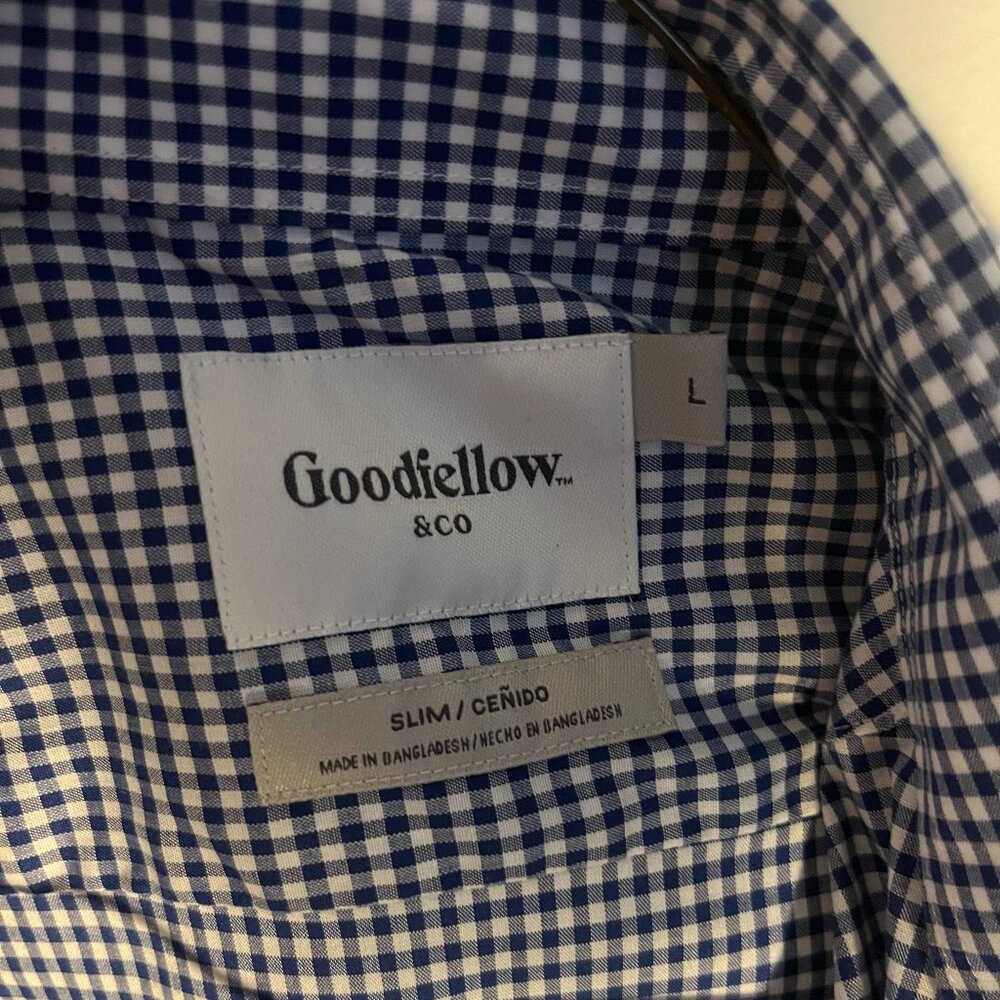 L
Goodfellow™
&CO
SLIM / CEÑIDO
MADE IN BANGLADESH / HECHO EN BANGLADESH